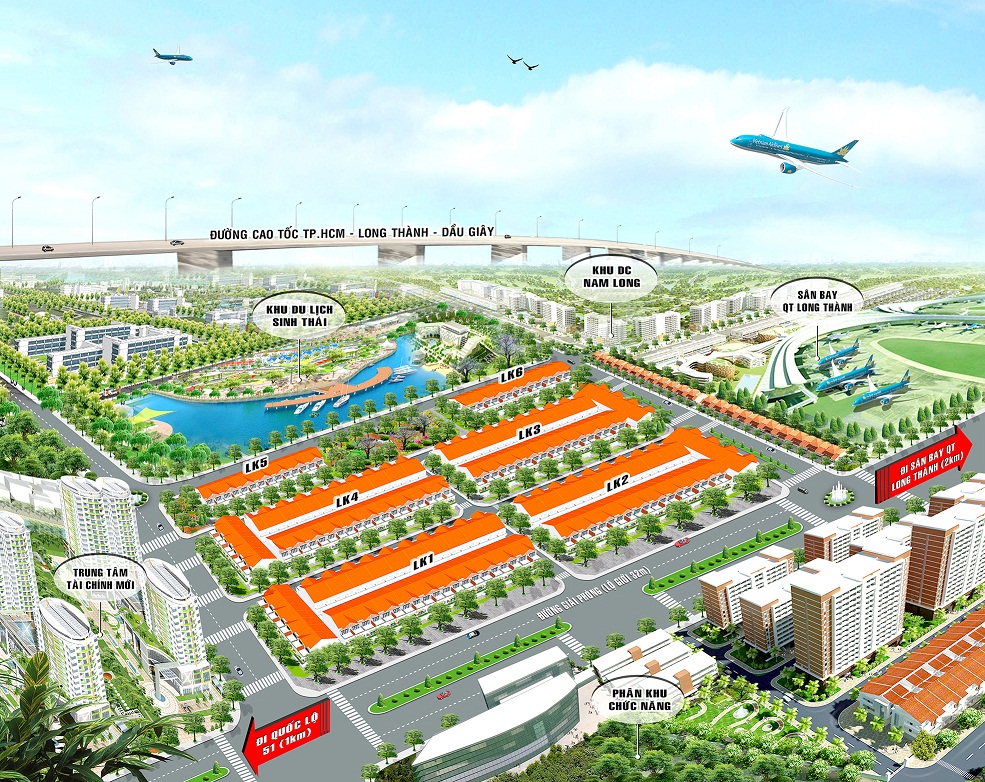 Vietnam Airlines
ĐƯỜNG CAO TỐC TP.HCM - LONG THÀNH - DẦU GIÂY
KHU DC
NAM LONG
SÂN BAY
QT LONG THÀNH
KHU DU LỊCH
SINH THÁI
LK6
LK3
LK5
LK2
LK4
ĐI SÂN BAY QT
LONG THÀNH (2km)
LK1
TRUNG TÂM
TÀI CHÍNH MỚI
ĐƯỜNG GIẢI PHÓNG (LỘ GIỚI 32m)
PHÂN KHU
CHỨC NĂNG
ĐI QUỐC LỘ
51 (1km)